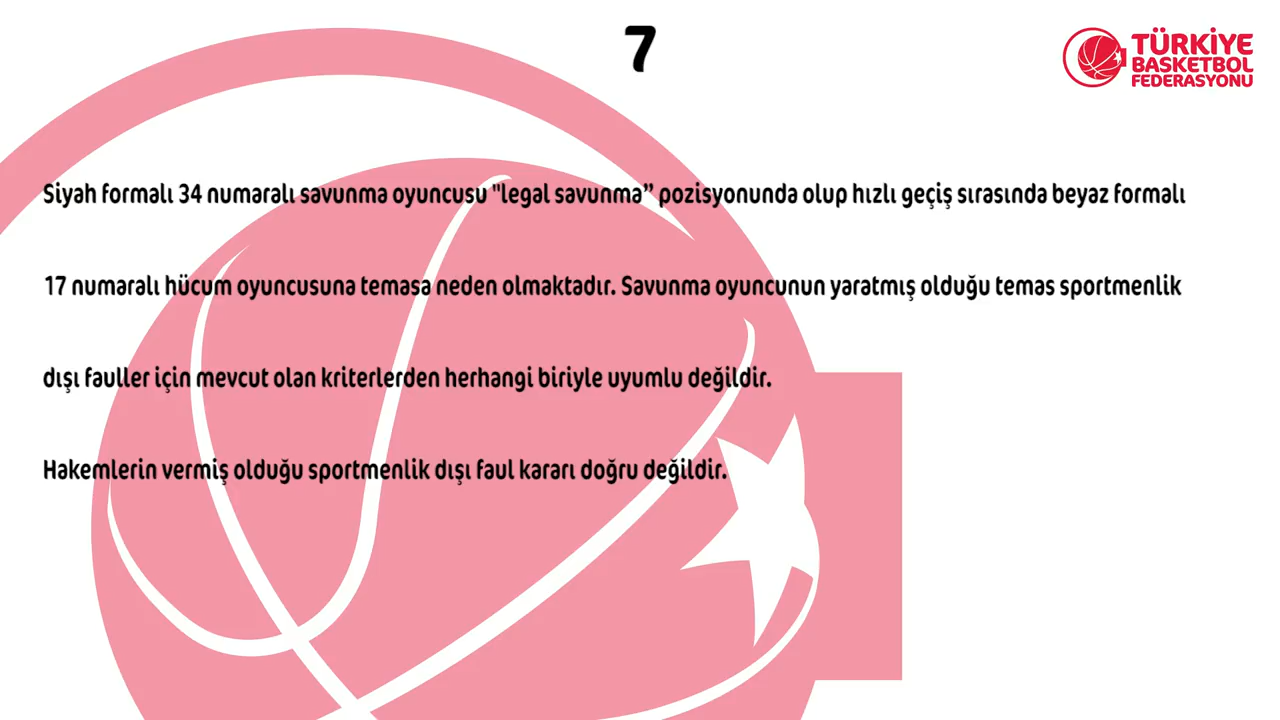 7
TÜRKİYE
BASKETBOL
FEDERASYONU
Siyah formalı 34 numaralı savunma oyuncusu "legal savunma” pozisyonunda olup hızlı geçiş sırasında beyaz formalı
17 numaralı hücum oyuncusuna temasa neden olmaktadır. Savunma oyuncunun yaratmış olduğu temas sportmenlik
dışı fauller için mevcut olan kriterlerden herhangi biriyle uyumlu değildir.
Hakemlerin vermiş olduğu sportmenlik dışı faul kararı doğru değildir.